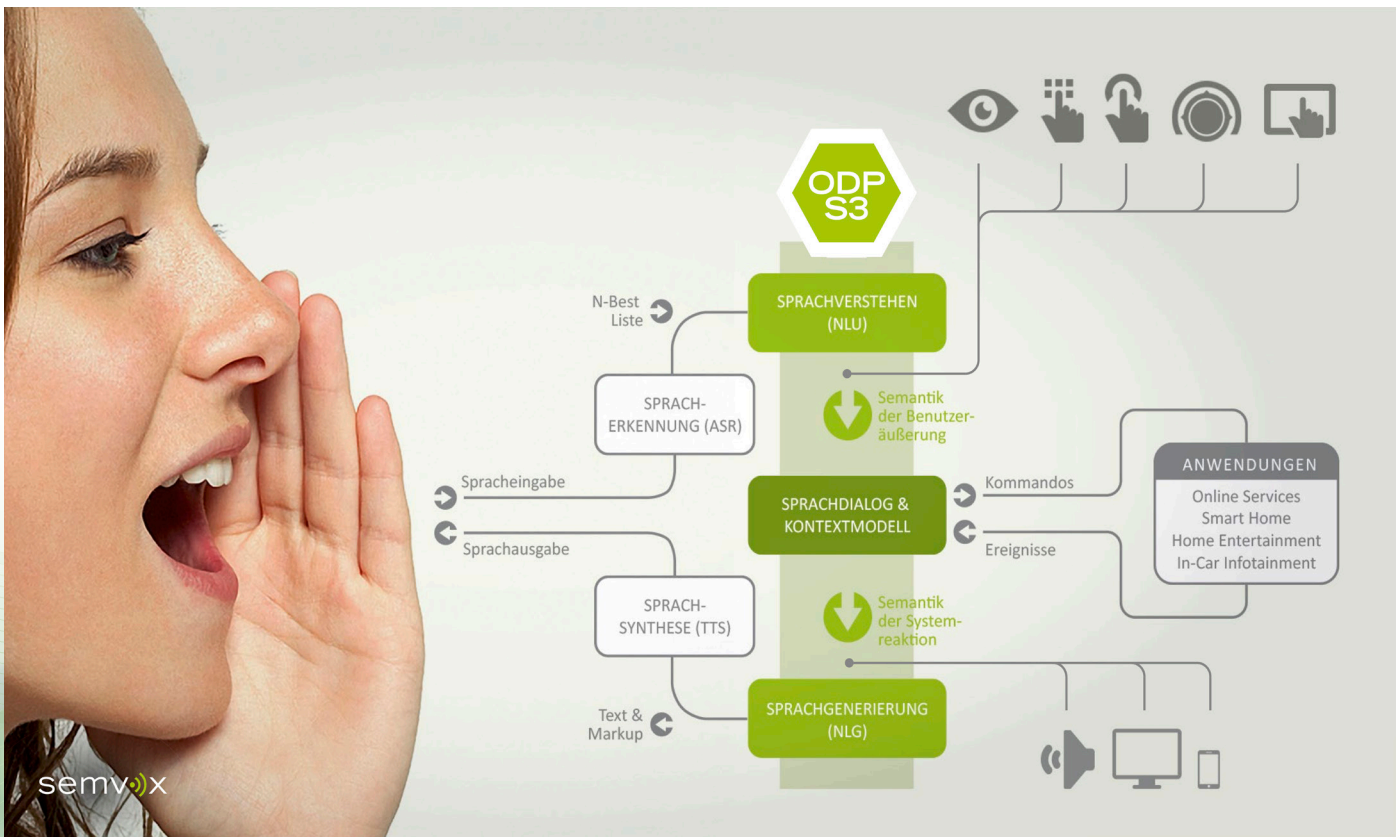 ODP
S3
N-Best
Liste
SPRACHVERSTEHEN
(NLU)
SPRACH-
ERKENNUNG (ASR)
Semantik
der Benutzer-
äußerung
Spracheingabe
Sprachausgabe
SPRACHDIALOG &
KONTEXTMODELL
Kommandos
Ereignisse
ANWENDUNGEN
Online Services
Smart Home
Home Entertainment
In-Car Infotainment
SPRACH-
SYNTHESE (TTS)
Semantik
der System-
reaktion
Text &
Markup
SPRACHGENERIERUNG
(NLG)
semvox